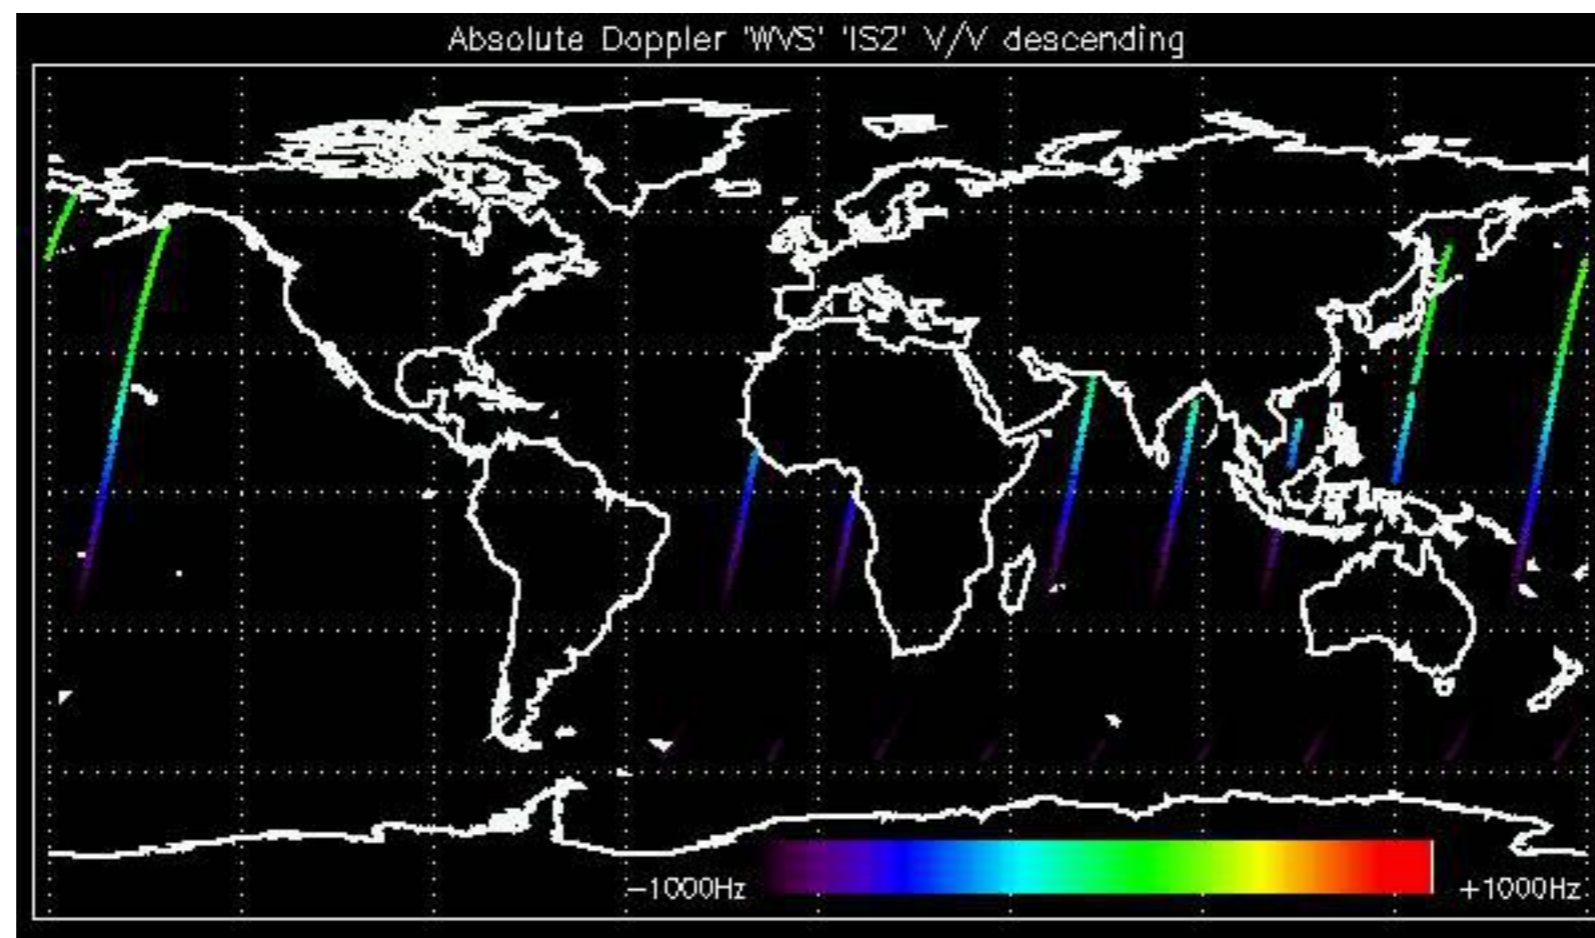 Absolute Doppler 'WVS' 'IS2' V/V descending
−1000Hz
+1000Hz